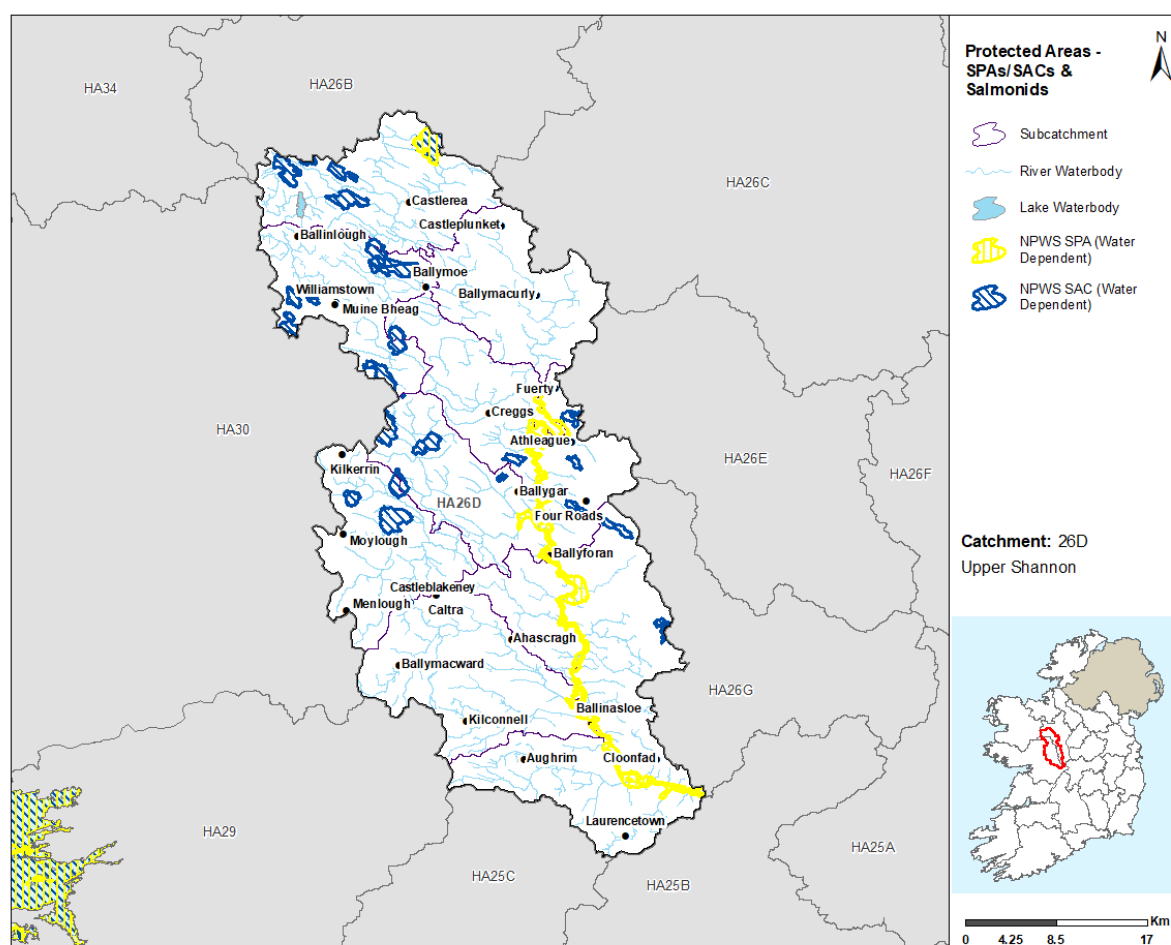 HA34
HA26B
HA26C
Castlerea
Castleplunket
Ballinlough
Ballymoe
Williamstown
Ballymacurly
Muine Bheag
Fuerty
Creggs
HA30
Athleague
HA26E
HA26F
Kilkerrin
Ballygar
HA26D
Four Roads
Moylough
Ballyforan
Castleblakeney
Menlough
Caltra
Ahascragh
Ballymacward
HA26G
Ballinasloe
Kilconnell
Aughrim
Cloonfad
Laurencetown
HA29
HA25A
HA25C
HA25B
N
Protected Areas -
SPAs/SACs &
Salmonids
Subcatchment
River Waterbody
Lake Waterbody
NPWS SPA (Water
Dependent)
NPWS SAC (Water
Dependent)
Catchment: 26D
Upper Shannon
Km
0 4.25 8.5 17